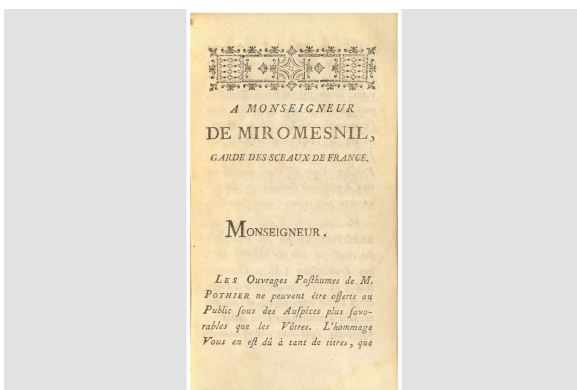 A MONSEIGNEUR
DE MIROMESNIL,
GARDE DES SCEAUX DE FRANCE.
MONSEIGNEUR.
LES Ouvrages Poſthumes de M.
POTHIER ne peuvent être offerts au
Public ſous des Auſpices plus favo-
rables que les Vôtres. L'hommage
Vous en eſt dû à tant de titres, que